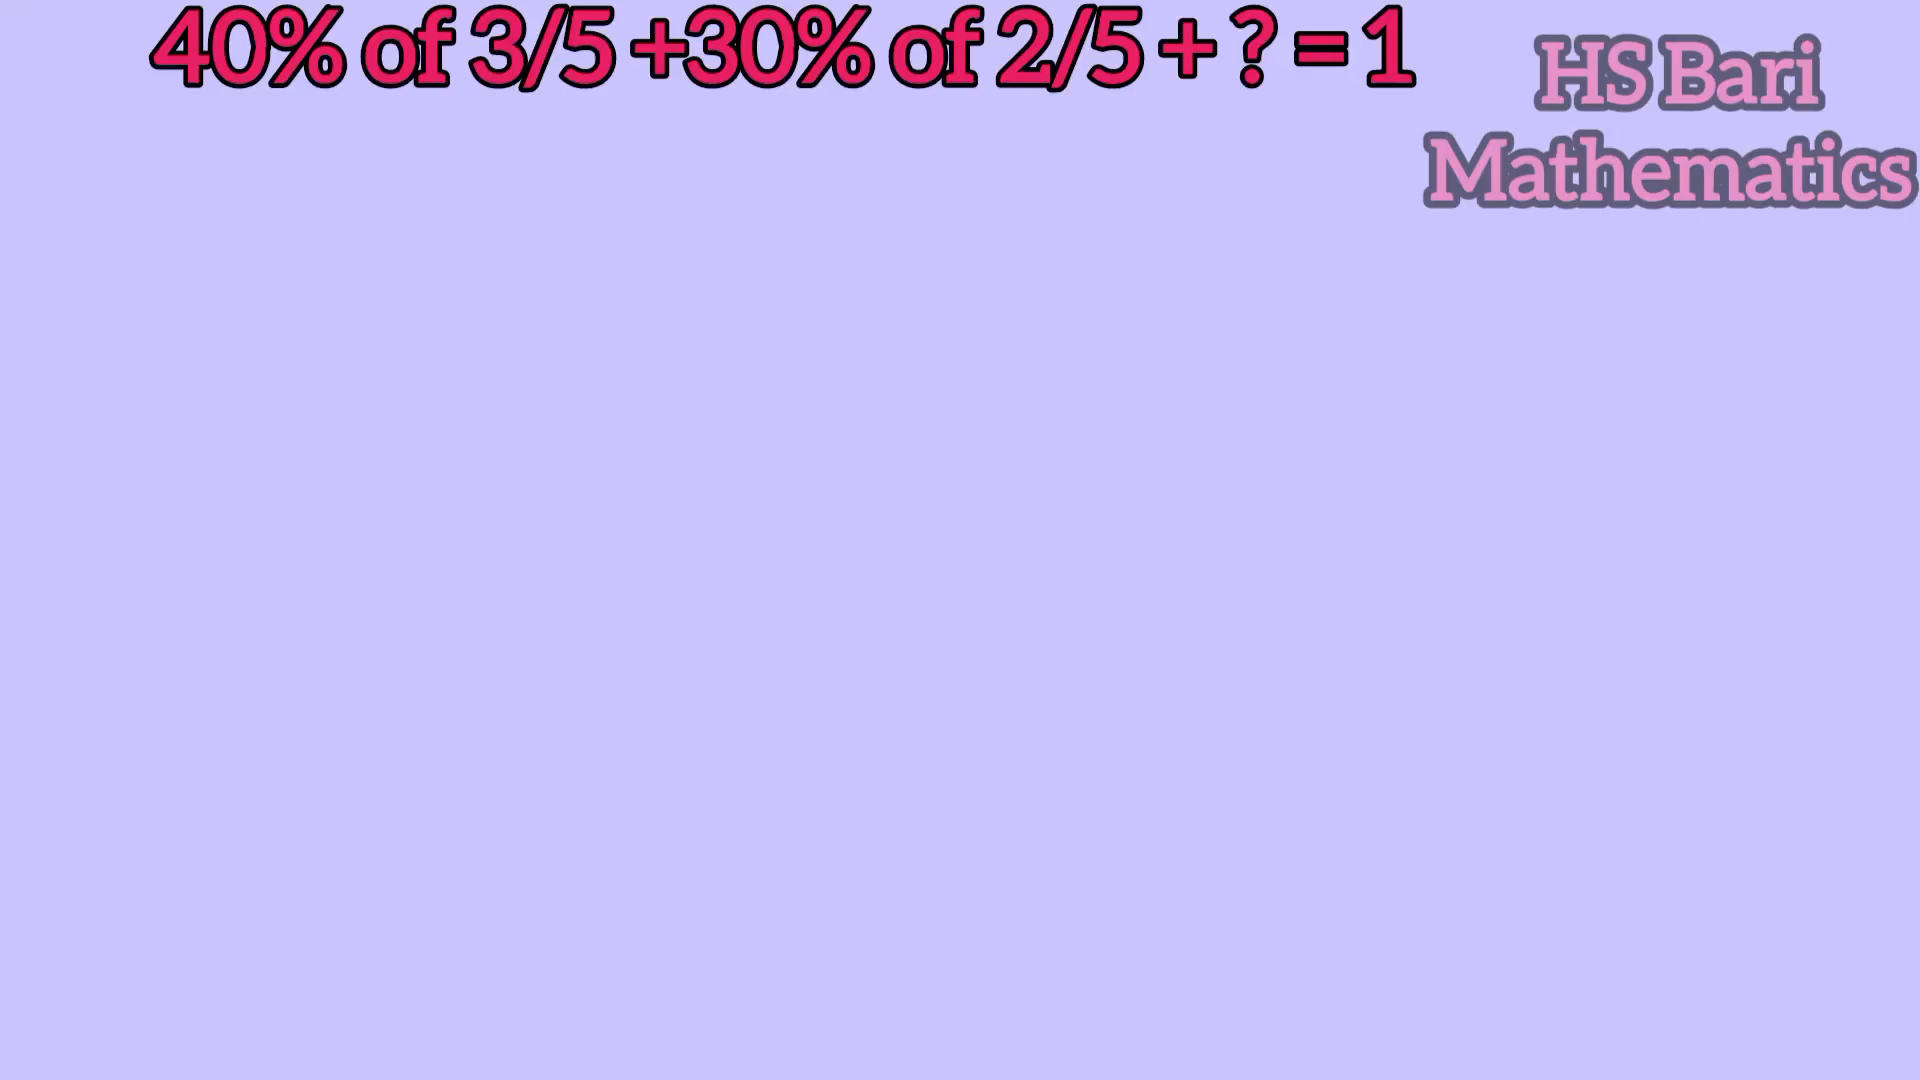 40% of 3/5 +30% of 2/5 + ? = 1
HS Bari
Mathematics